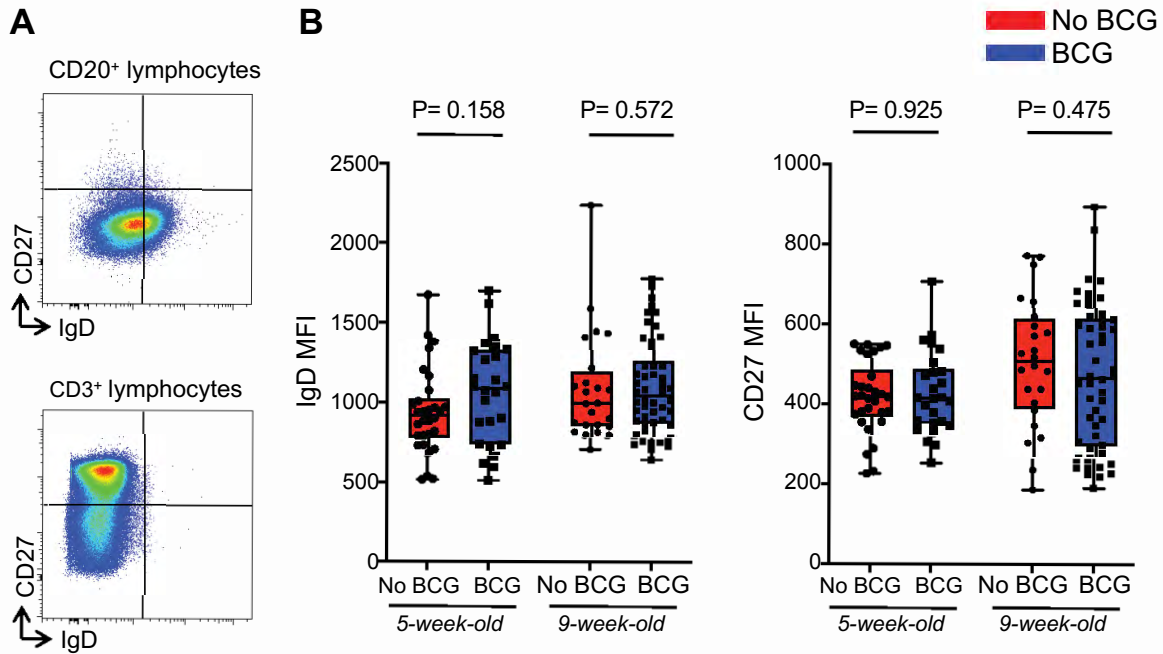 A
B
No BCG
BCG
CD20⁺ lymphocytes
CD27
IgD
CD3⁺ lymphocytes
CD27
IgD
P= 0.158
P= 0.572
IgD MFI
2500
2000
1500
1000
500
0
No BCG BCG No BCG BCG
5-week-old 9-week-old
P= 0.925
P= 0.475
CD27 MFI
1000
800
600
400
200
0
No BCG BCG No BCG BCG
5-week-old 9-week-old